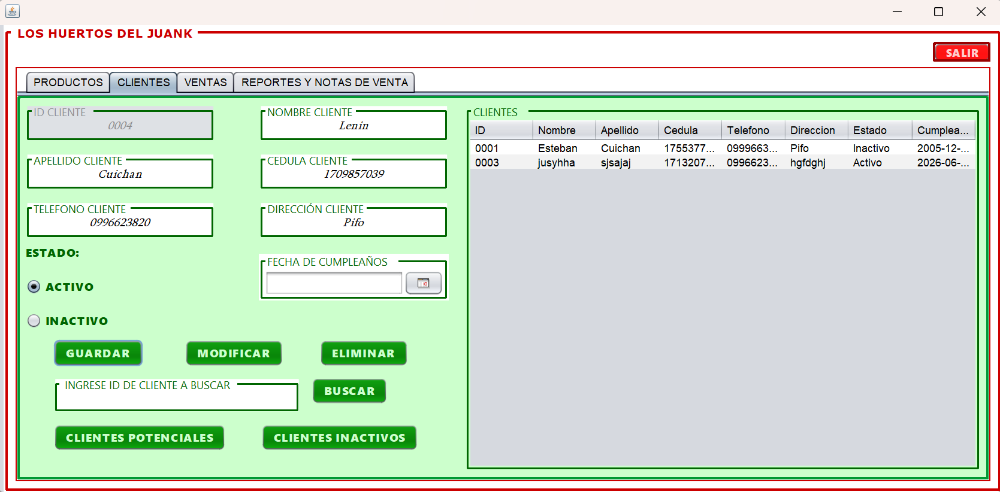 LOS HUERTOS DEL JUANK
SALIR
PRODUCTOS CLIENTES VENTAS REPORTES Y NOTAS DE VENTA
ID CLIENTE
0004
NOMBRE CLIENTE
Lenin
APELLIDO CLIENTE
Cuichan
CEDULA CLIENTE
1709857039
TELEFONO CLIENTE
0996623820
DIRECCIÓN CLIENTE
Pifo
ESTADO:
ACTIVO
INACTIVO
FECHA DE CUMPLEAÑOS
GUARDAR MODIFICAR ELIMINAR
INGRESE ID DE CLIENTE A BUSCAR
BUSCAR
CLIENTES POTENCIALES CLIENTES INACTIVOS
CLIENTES
ID Nombre Apellido Cedula Telefono Direccion Estado Cumplea...
0001 Esteban Cuichan 1755377... 0999663... Pifo Inactivo 2005-12-...
0003 jusyhha sjsajaj 1713207... 0996623... hgfdghj Activo 2026-06-...